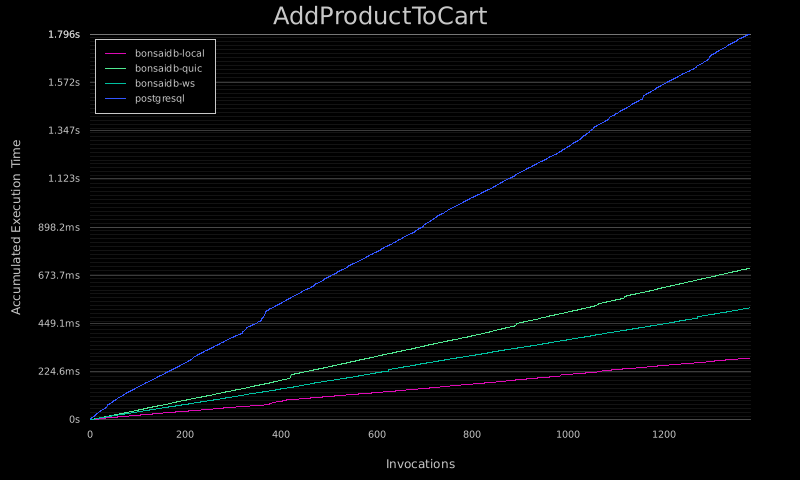 AddProductToCart
1.796s
1.572s
1.347s
1.123s
898.2ms
673.7ms
449.1ms
224.6ms
0s
bonsaidb-local
bonsaidb-quic
bonsaidb-ws
postgresql
Accumulated Execution Time
0 200 400 600 800 1000 1200
Invocations